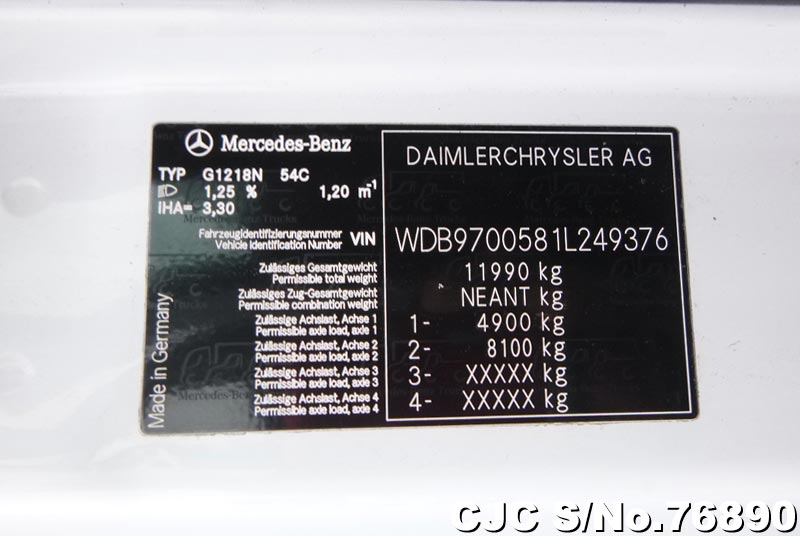 Mercedes-Benz
DAIMLERCHRYSLER AG
TYP G1218N 54C
1,25 % 1,20 m-1
IHA= 3,30
Fahrzeugidentifizierungsnummer
Vehicle Identification Number VIN WDB9700581L249376
Zulässiges Gesamtgewicht
Permissible total weight 11990 kg
Zulässiges Zug-Gesamtgewicht
Permissible combination weight NEANT kg
Zulässige Achslast, Achse 1
Permissible axle load, axle 1 1- 4900 kg
Zulässige Achslast, Achse 2
Permissible axle load, axle 2 2- 8100 kg
Zulässige Achslast, Achse 3
Permissible axle load, axle 3 3- XXXXX kg
Zulässige Achslast, Achse 4
Permissible axle load, axle 4 4- XXXXX kg
Made in Germany
CJC S/No.76890